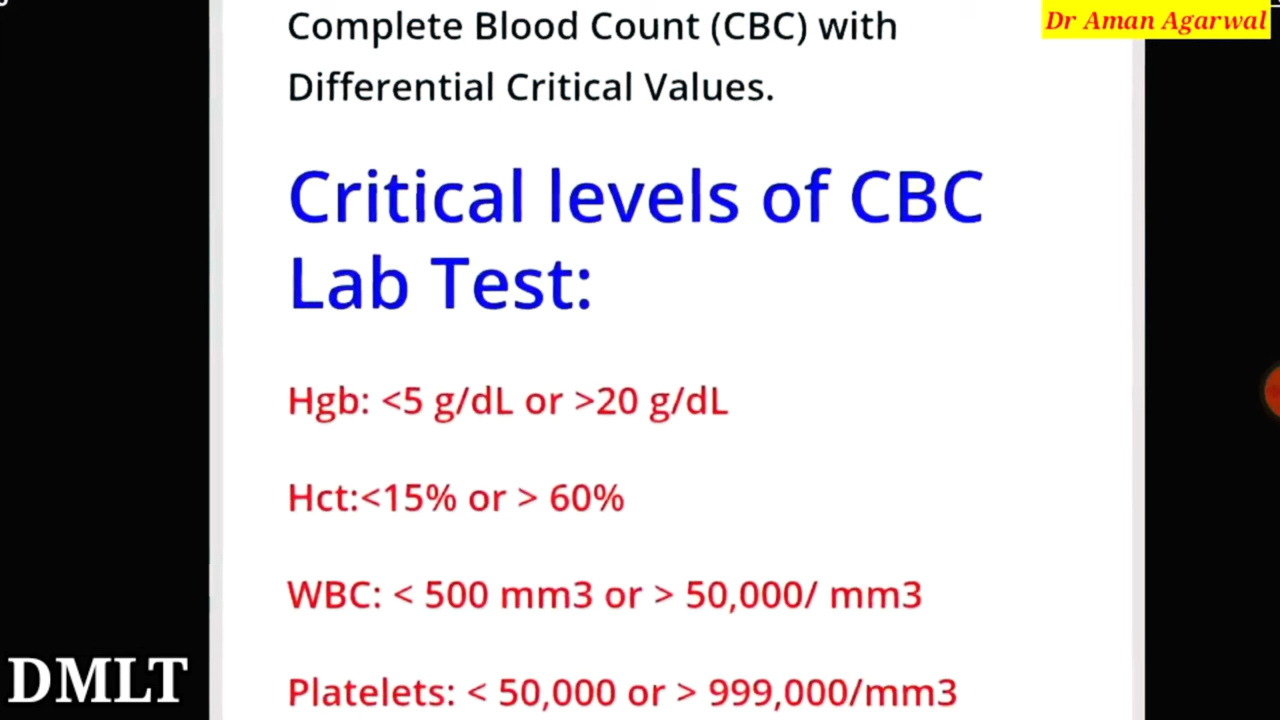 Dr Aman Agarwal
Complete Blood Count (CBC) with
Differential Critical Values.
Critical levels of CBC
Lab Test:
Hgb: <5 g/dL or >20 g/dL
Hct:<15% or > 60%
WBC: < 500 mm3 or > 50,000/ mm3
Platelets: < 50,000 or > 999,000/mm3
DMLT